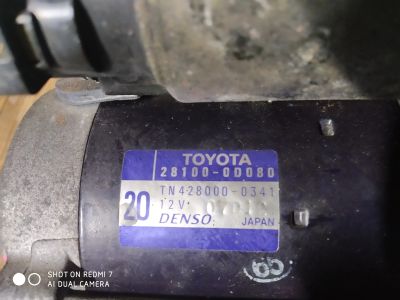 TOYOTA
28100-0D080
TN428000-0341
20
12V
DENSO JAPAN
SHOT ON REDMI 7
AI DUAL CAMERA